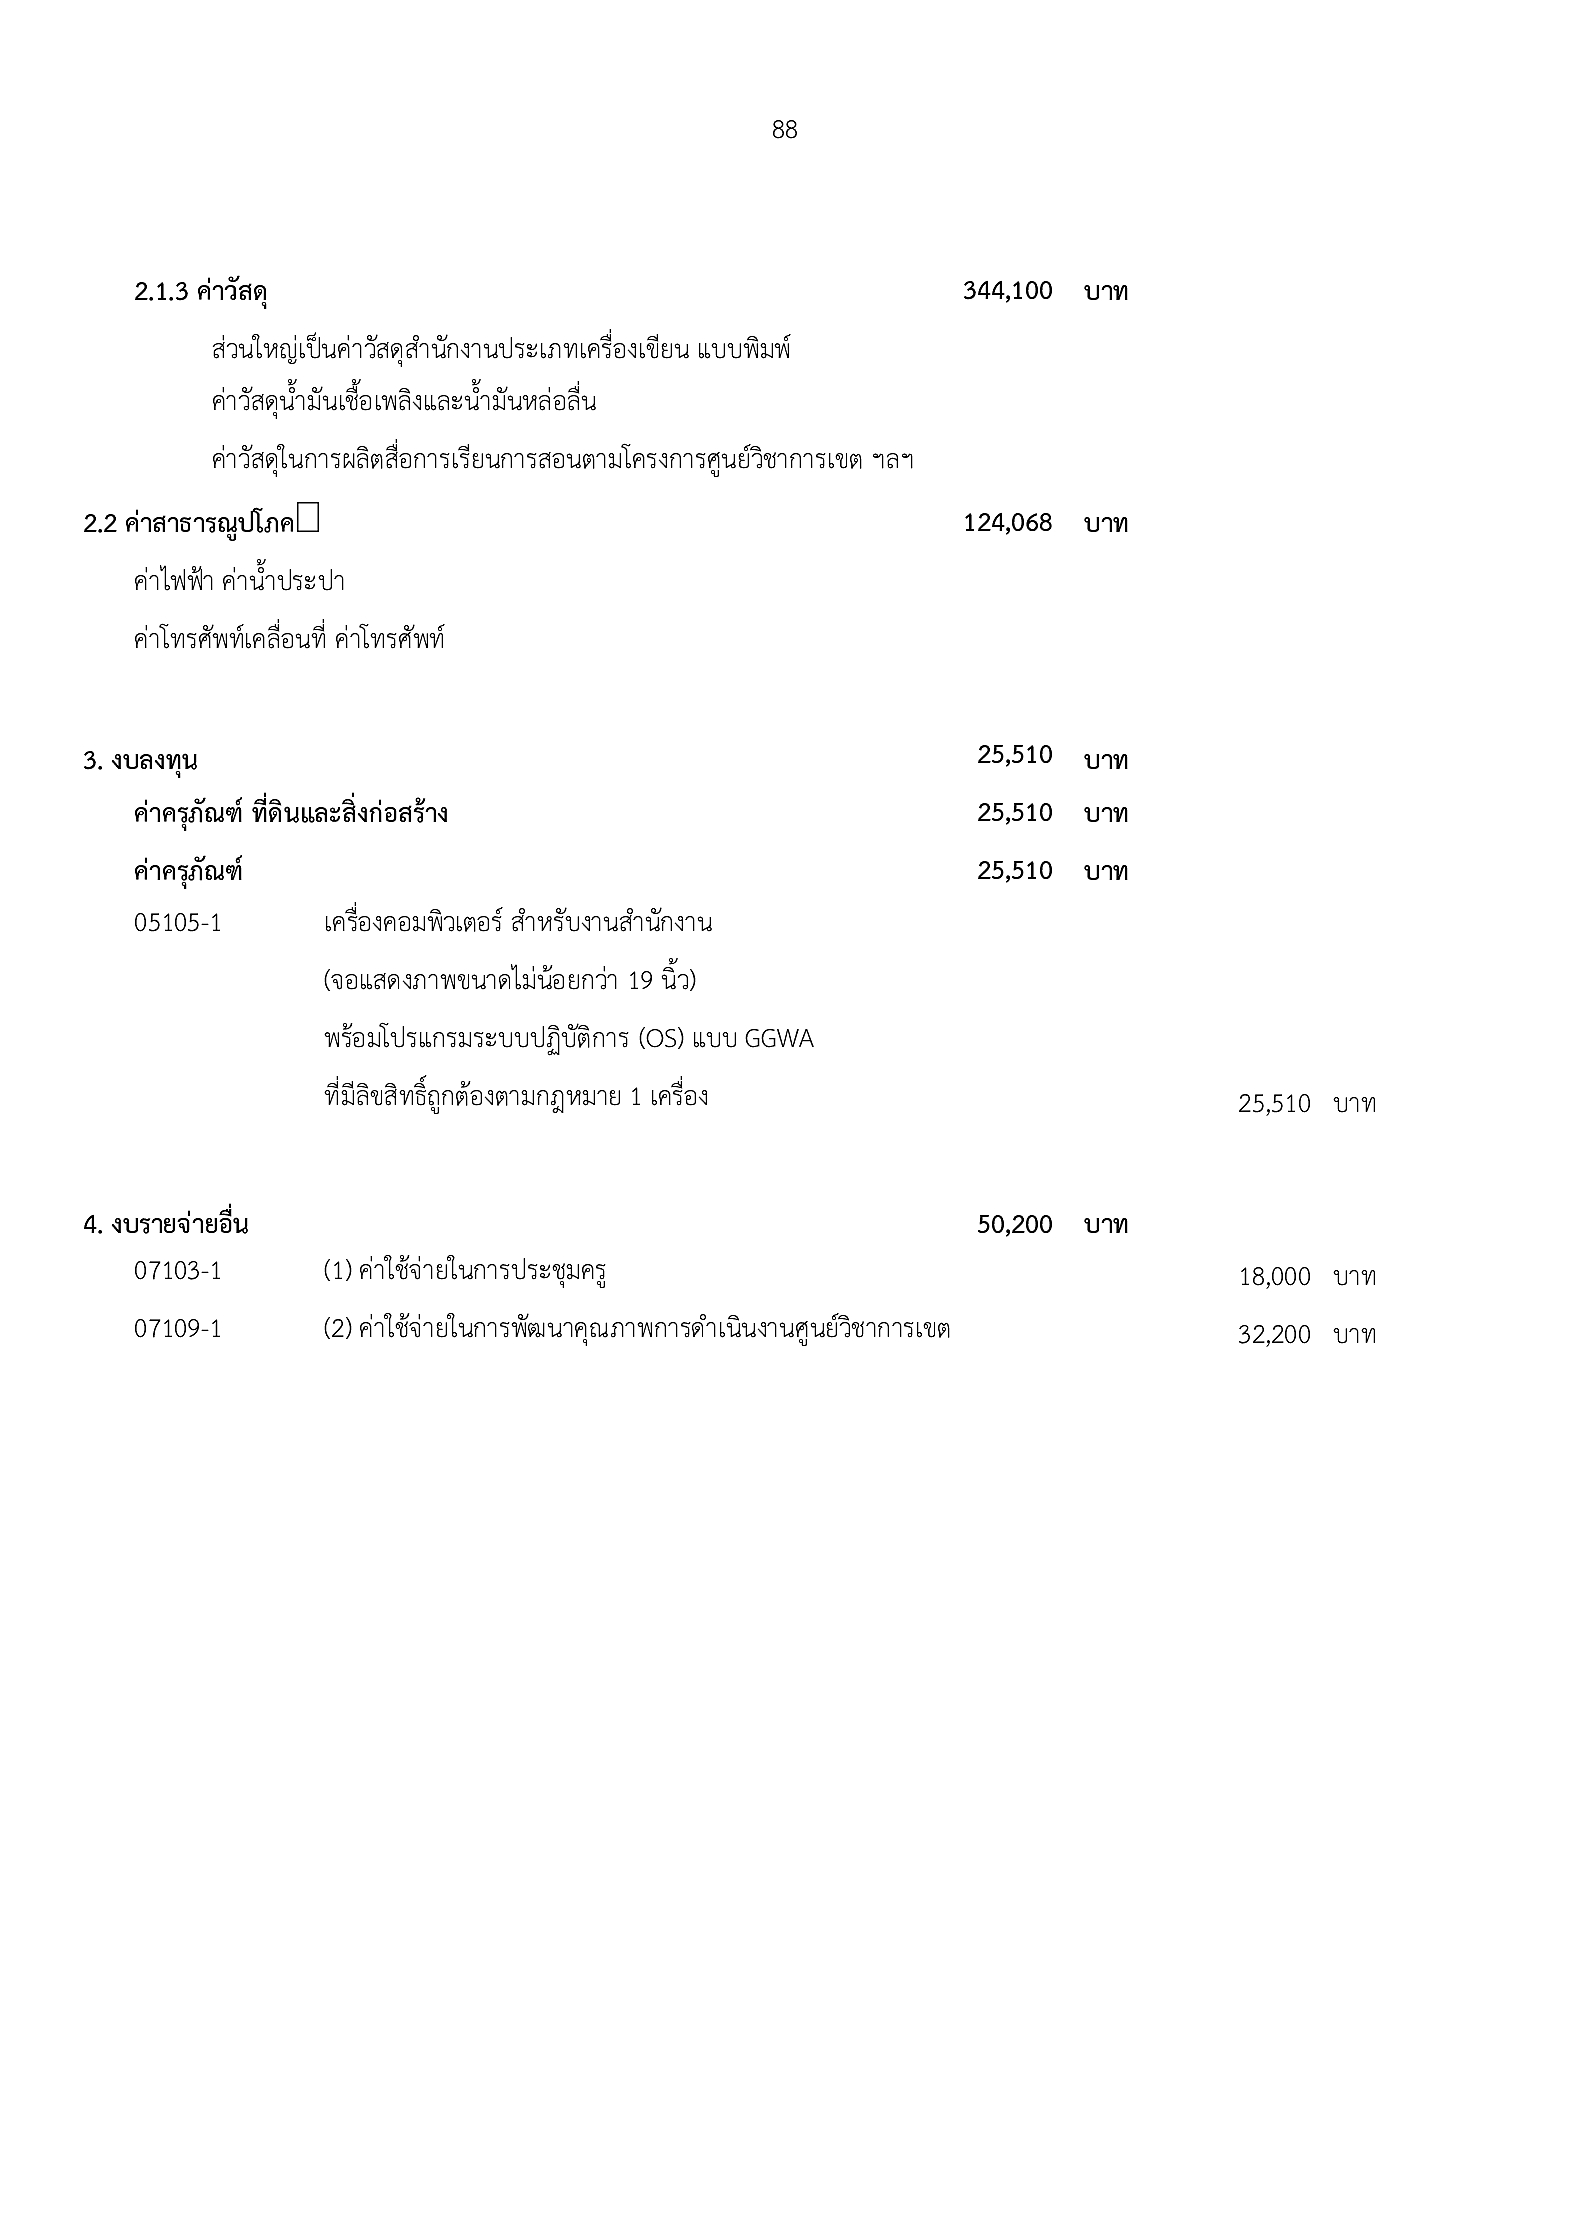 88
2.1.3 ค่าวัสดุ 344,100 บาท
ส่วนใหญ่เป็นค่าวัสดุสำนักงานประเภทเครื่องเขียน แบบพิมพ์
ค่าวัสดุน้ำมันเชื้อเพลิงและน้ำมันหล่อลื่น
ค่าวัสดุในการผลิตสื่อการเรียนการสอนตามโครงการศูนย์วิชาการเขต ฯลฯ
2.2 ค่าสาธารณูปโภค 124,068 บาท
ค่าไฟฟ้า ค่าน้ำประปา
ค่าโทรศัพท์เคลื่อนที่ ค่าโทรศัพท์
3. งบลงทุน 25,510 บาท
ค่าครุภัณฑ์ ที่ดินและสิ่งก่อสร้าง 25,510 บาท
ค่าครุภัณฑ์ 25,510 บาท
05105-1 เครื่องคอมพิวเตอร์ สำหรับงานสำนักงาน
(จอแสดงภาพขนาดไม่น้อยกว่า 19 นิ้ว)
พร้อมโปรแกรมระบบปฏิบัติการ (OS) แบบ GGWA
ที่มีลิขสิทธิ์ถูกต้องตามกฎหมาย 1 เครื่อง 25,510 บาท
4. งบรายจ่ายอื่น 50,200 บาท
07103-1 (1) ค่าใช้จ่ายในการประชุมครู 18,000 บาท
07109-1 (2) ค่าใช้จ่ายในการพัฒนาคุณภาพการดำเนินงานศูนย์วิชาการเขต 32,200 บาท